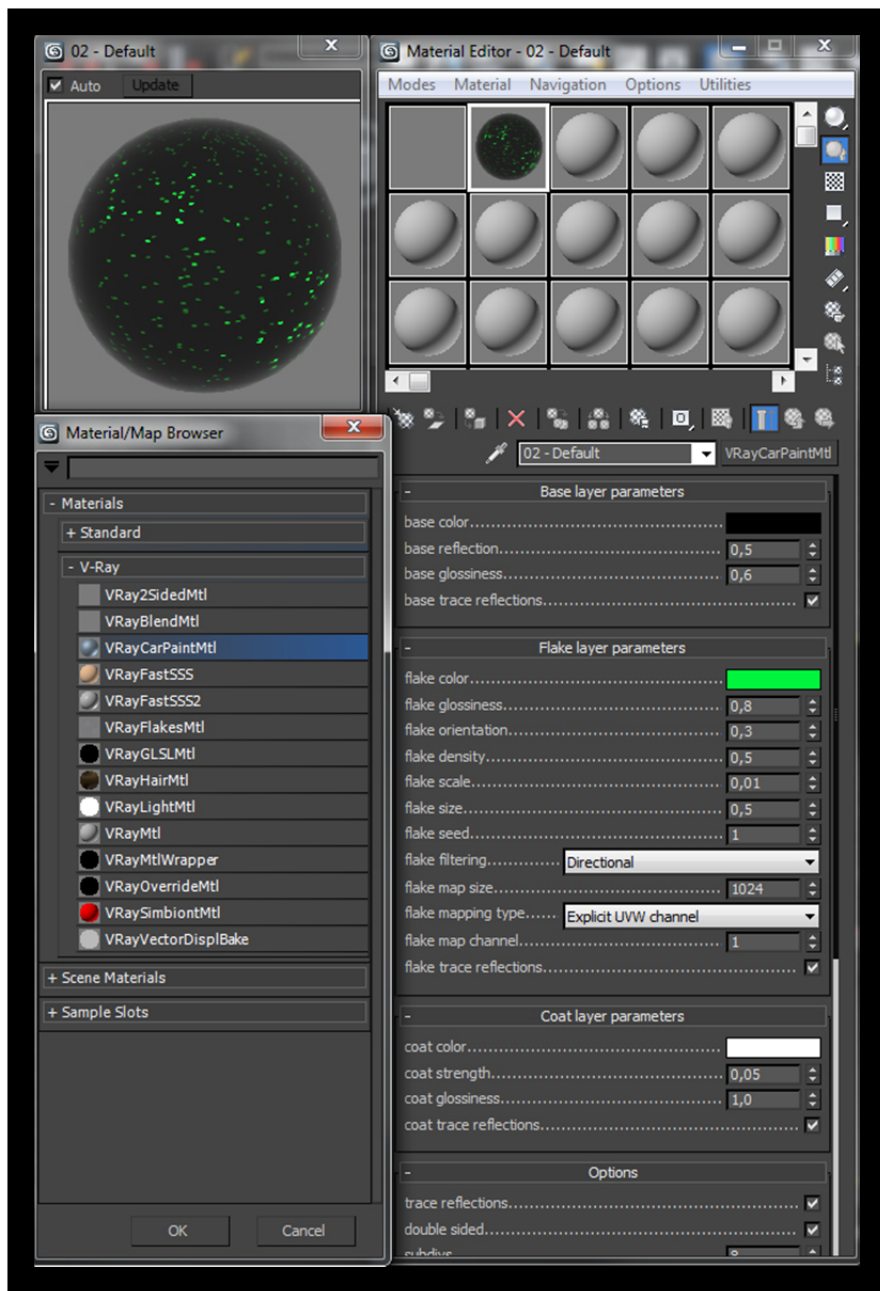 02 - Default
Auto Update
Material Editor - 02 - Default
Modes Material Navigation Options Utilities
02 - Default VRayCarPaintMtl
Material/Map Browser
- Materials
+ Standard
- V-Ray
VRay2SidedMtl
VRayBlendMtl
VRayCarPaintMtl
VRayFastSSS
VRayFastSSS2
VRayFlakesMtl
VRayGLSLMtl
VRayHairMtl
VRayLightMtl
VRayMtl
VRayMtlWrapper
VRayOverrideMtl
VRaySimbiontMtl
VRayVectorDisplBake
+ Scene Materials
+ Sample Slots
OK Cancel
- Base layer parameters
base color
base reflection 0,5
base glossiness 0,6
base trace reflections
- Flake layer parameters
flake color
flake glossiness 0,8
flake orientation 0,3
flake density 0,5
flake scale 0,01
flake size 0,5
flake seed 1
flake filtering Directional
flake map size 1024
flake mapping type Explicit UVW channel
flake map channel 1
flake trace reflections
- Coat layer parameters
coat color
coat strength 0,05
coat glossiness 1,0
coat trace reflections
- Options
trace reflections
double sided
subdivs 8